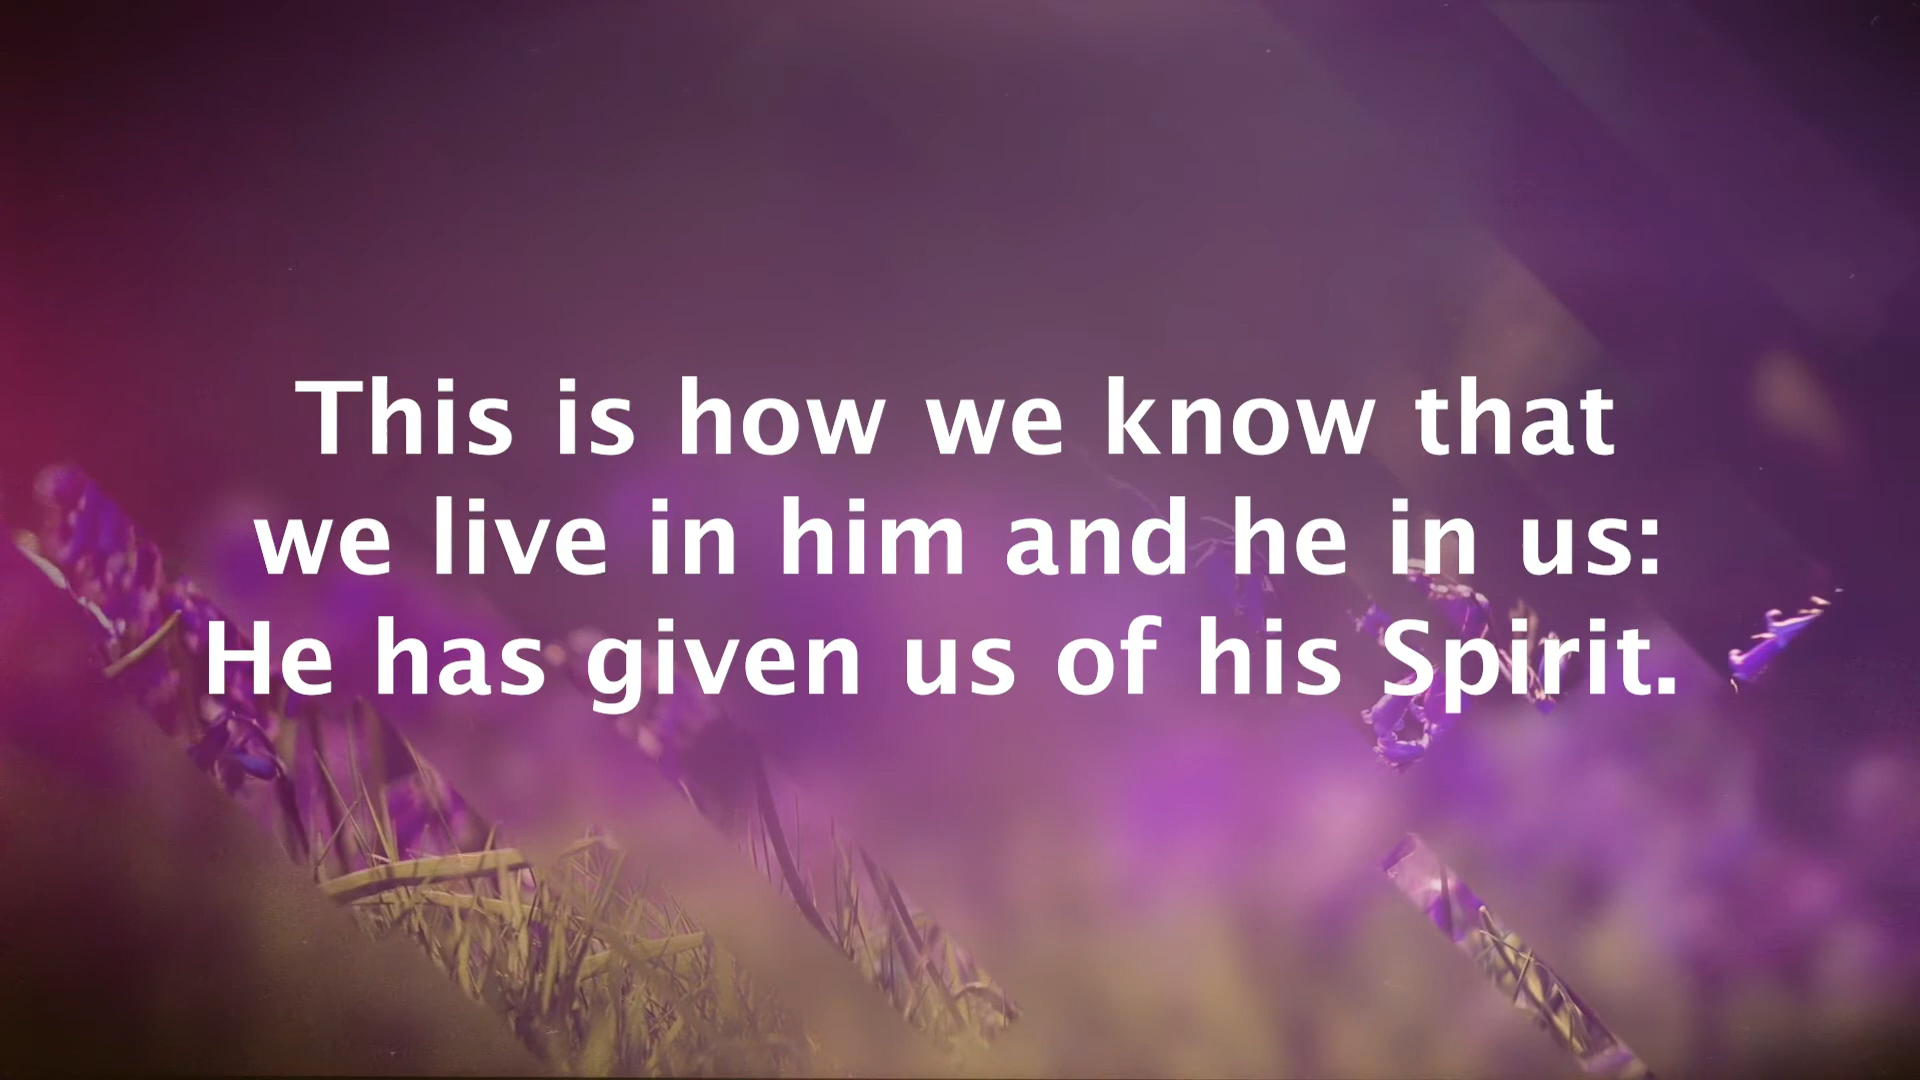 This is how we know that
we live in him and he in us:
He has given us of his Spirit.